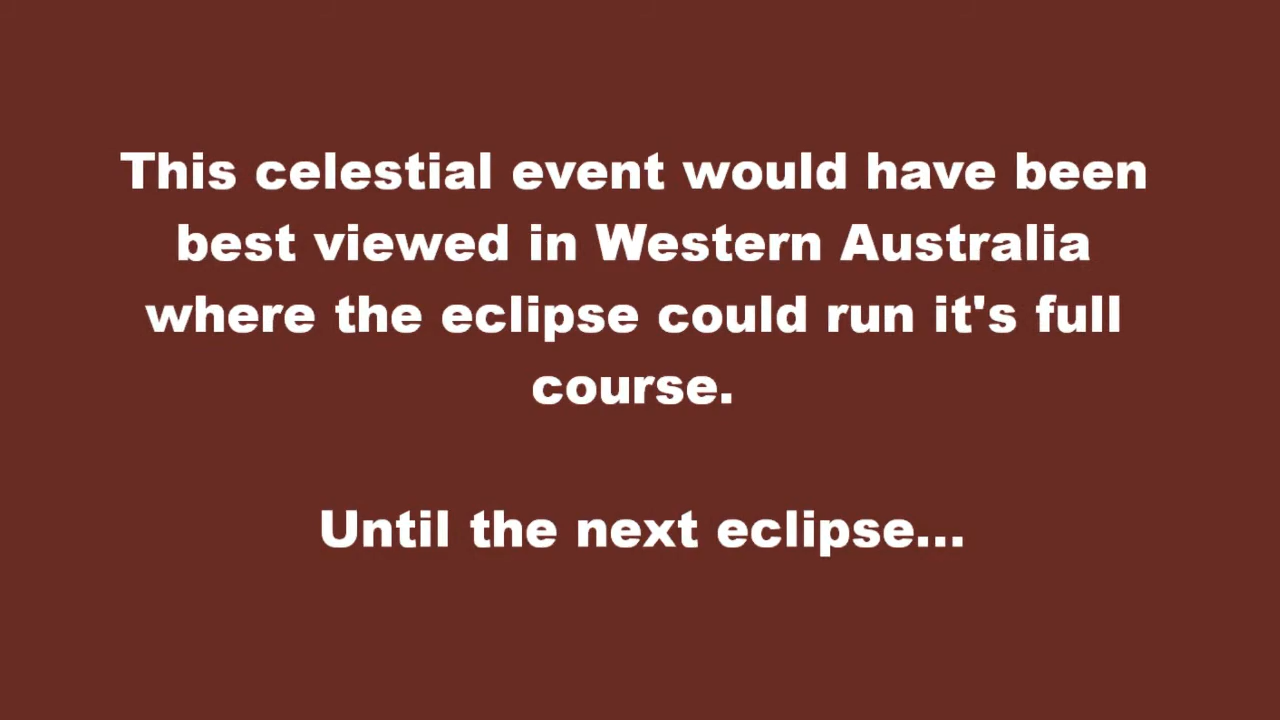 This celestial event would have been
best viewed in Western Australia
where the eclipse could run it's full
course.
Until the next eclipse...